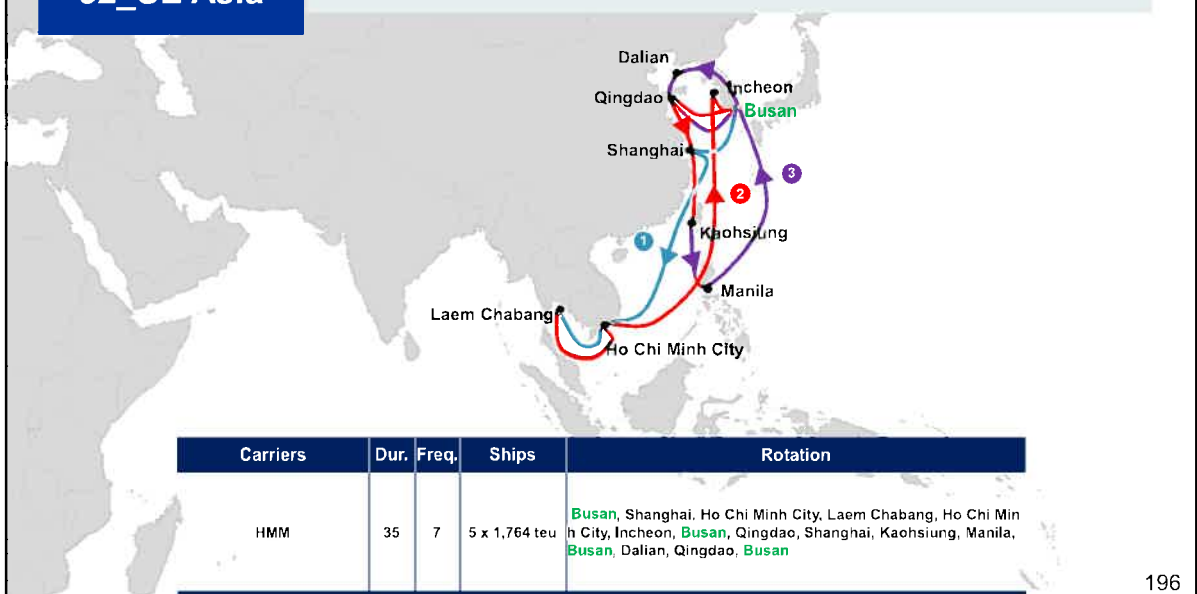 Dalian
Incheon
Qingdao
Busan
Shanghai
3
2
Kaohsiung
1
Manila
Laem Chabang
Ho Chi Minh City
Carriers Dur. Freq. Ships Rotation
Busan, Shanghai, Ho Chi Minh City, Laem Chabang, Ho Chi Min
HMM 35 7 5 x 1,764 teu h City, Incheon, Busan, Qingdao, Shanghai, Kaohsiung, Manila,
Busan, Dalian, Qingdao, Busan
196